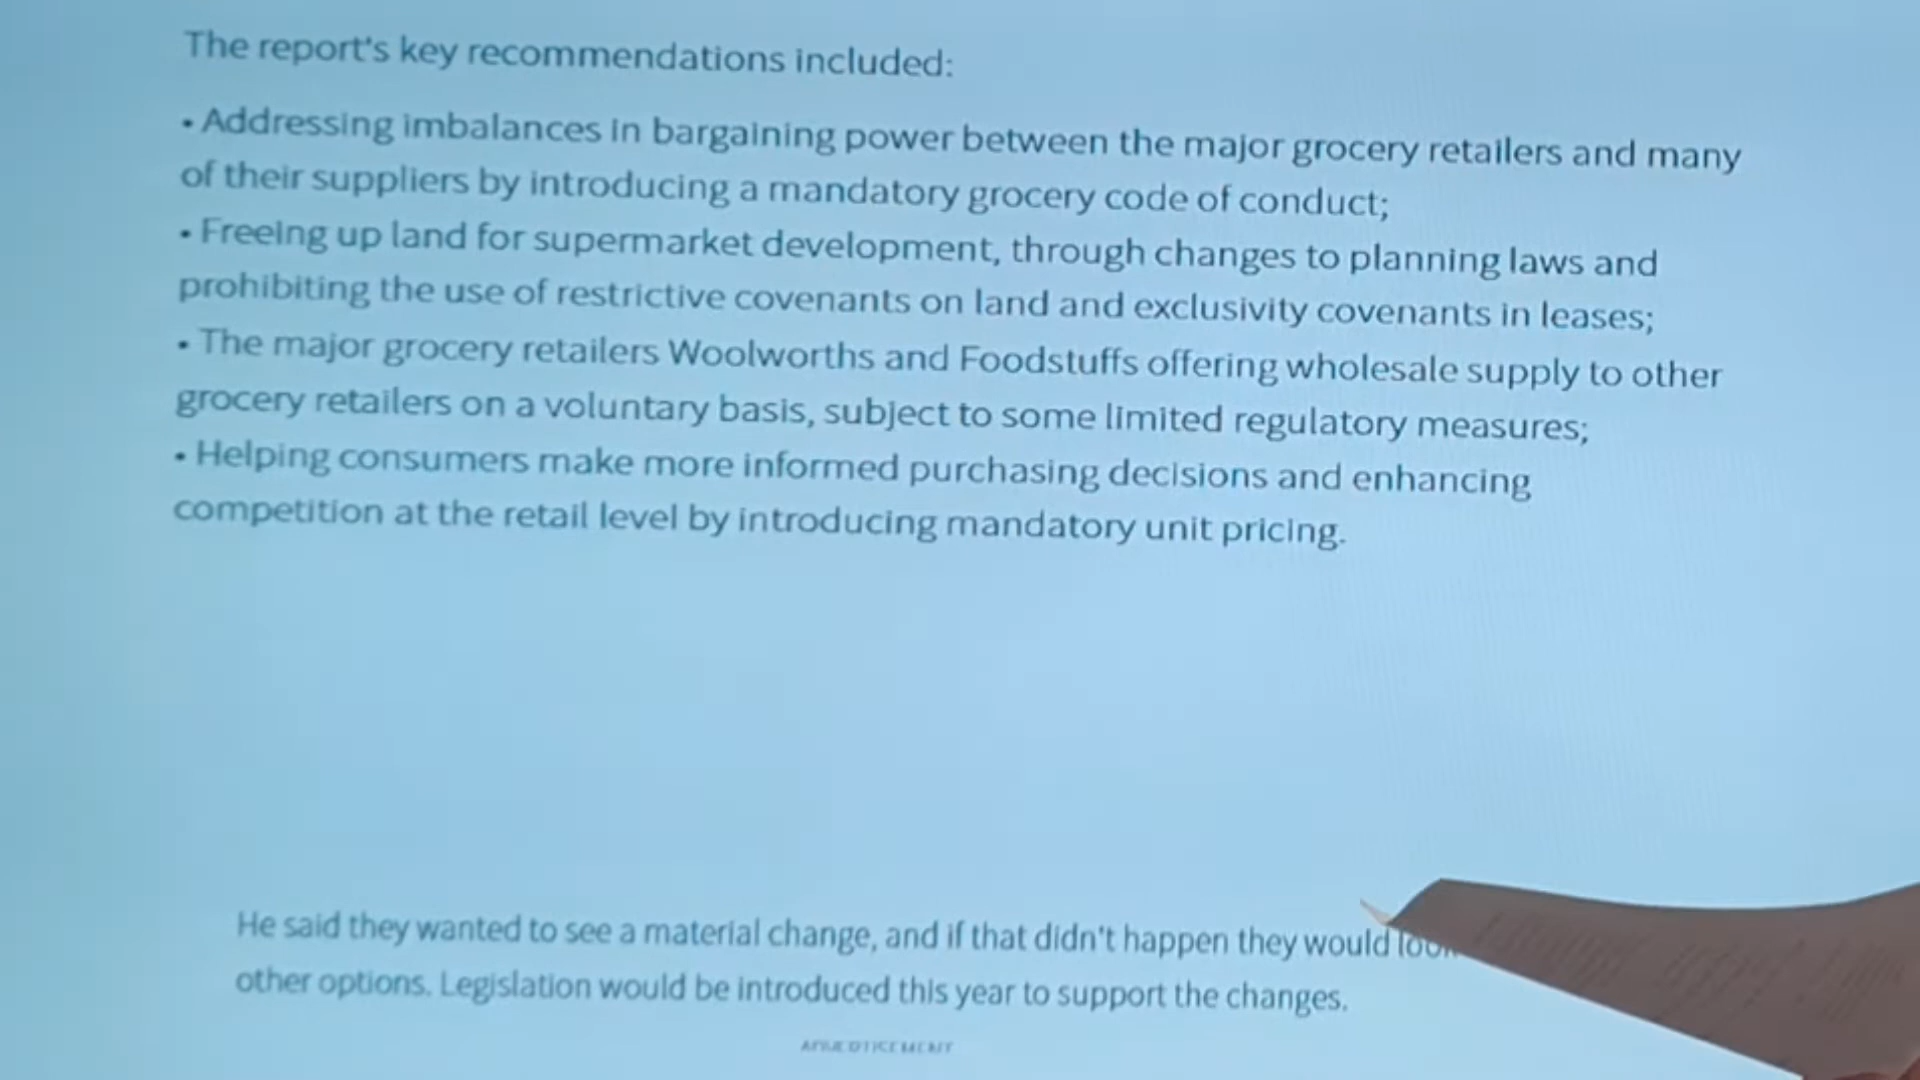 The report's key recommendations included:
• Addressing imbalances in bargaining power between the major grocery retailers and many
of their suppliers by introducing a mandatory grocery code of conduct;
• Freeing up land for supermarket development, through changes to planning laws and
prohibiting the use of restrictive covenants on land and exclusivity covenants in leases;
• The major grocery retailers Woolworths and Foodstuffs offering wholesale supply to other
grocery retailers on a voluntary basis, subject to some limited regulatory measures;
• Helping consumers make more informed purchasing decisions and enhancing
competition at the retail level by introducing mandatory unit pricing.
He said they wanted to see a material change, and if that didn't happen they would
other options. Legislation would be introduced this year to support the changes.
ADVERTISEMENT